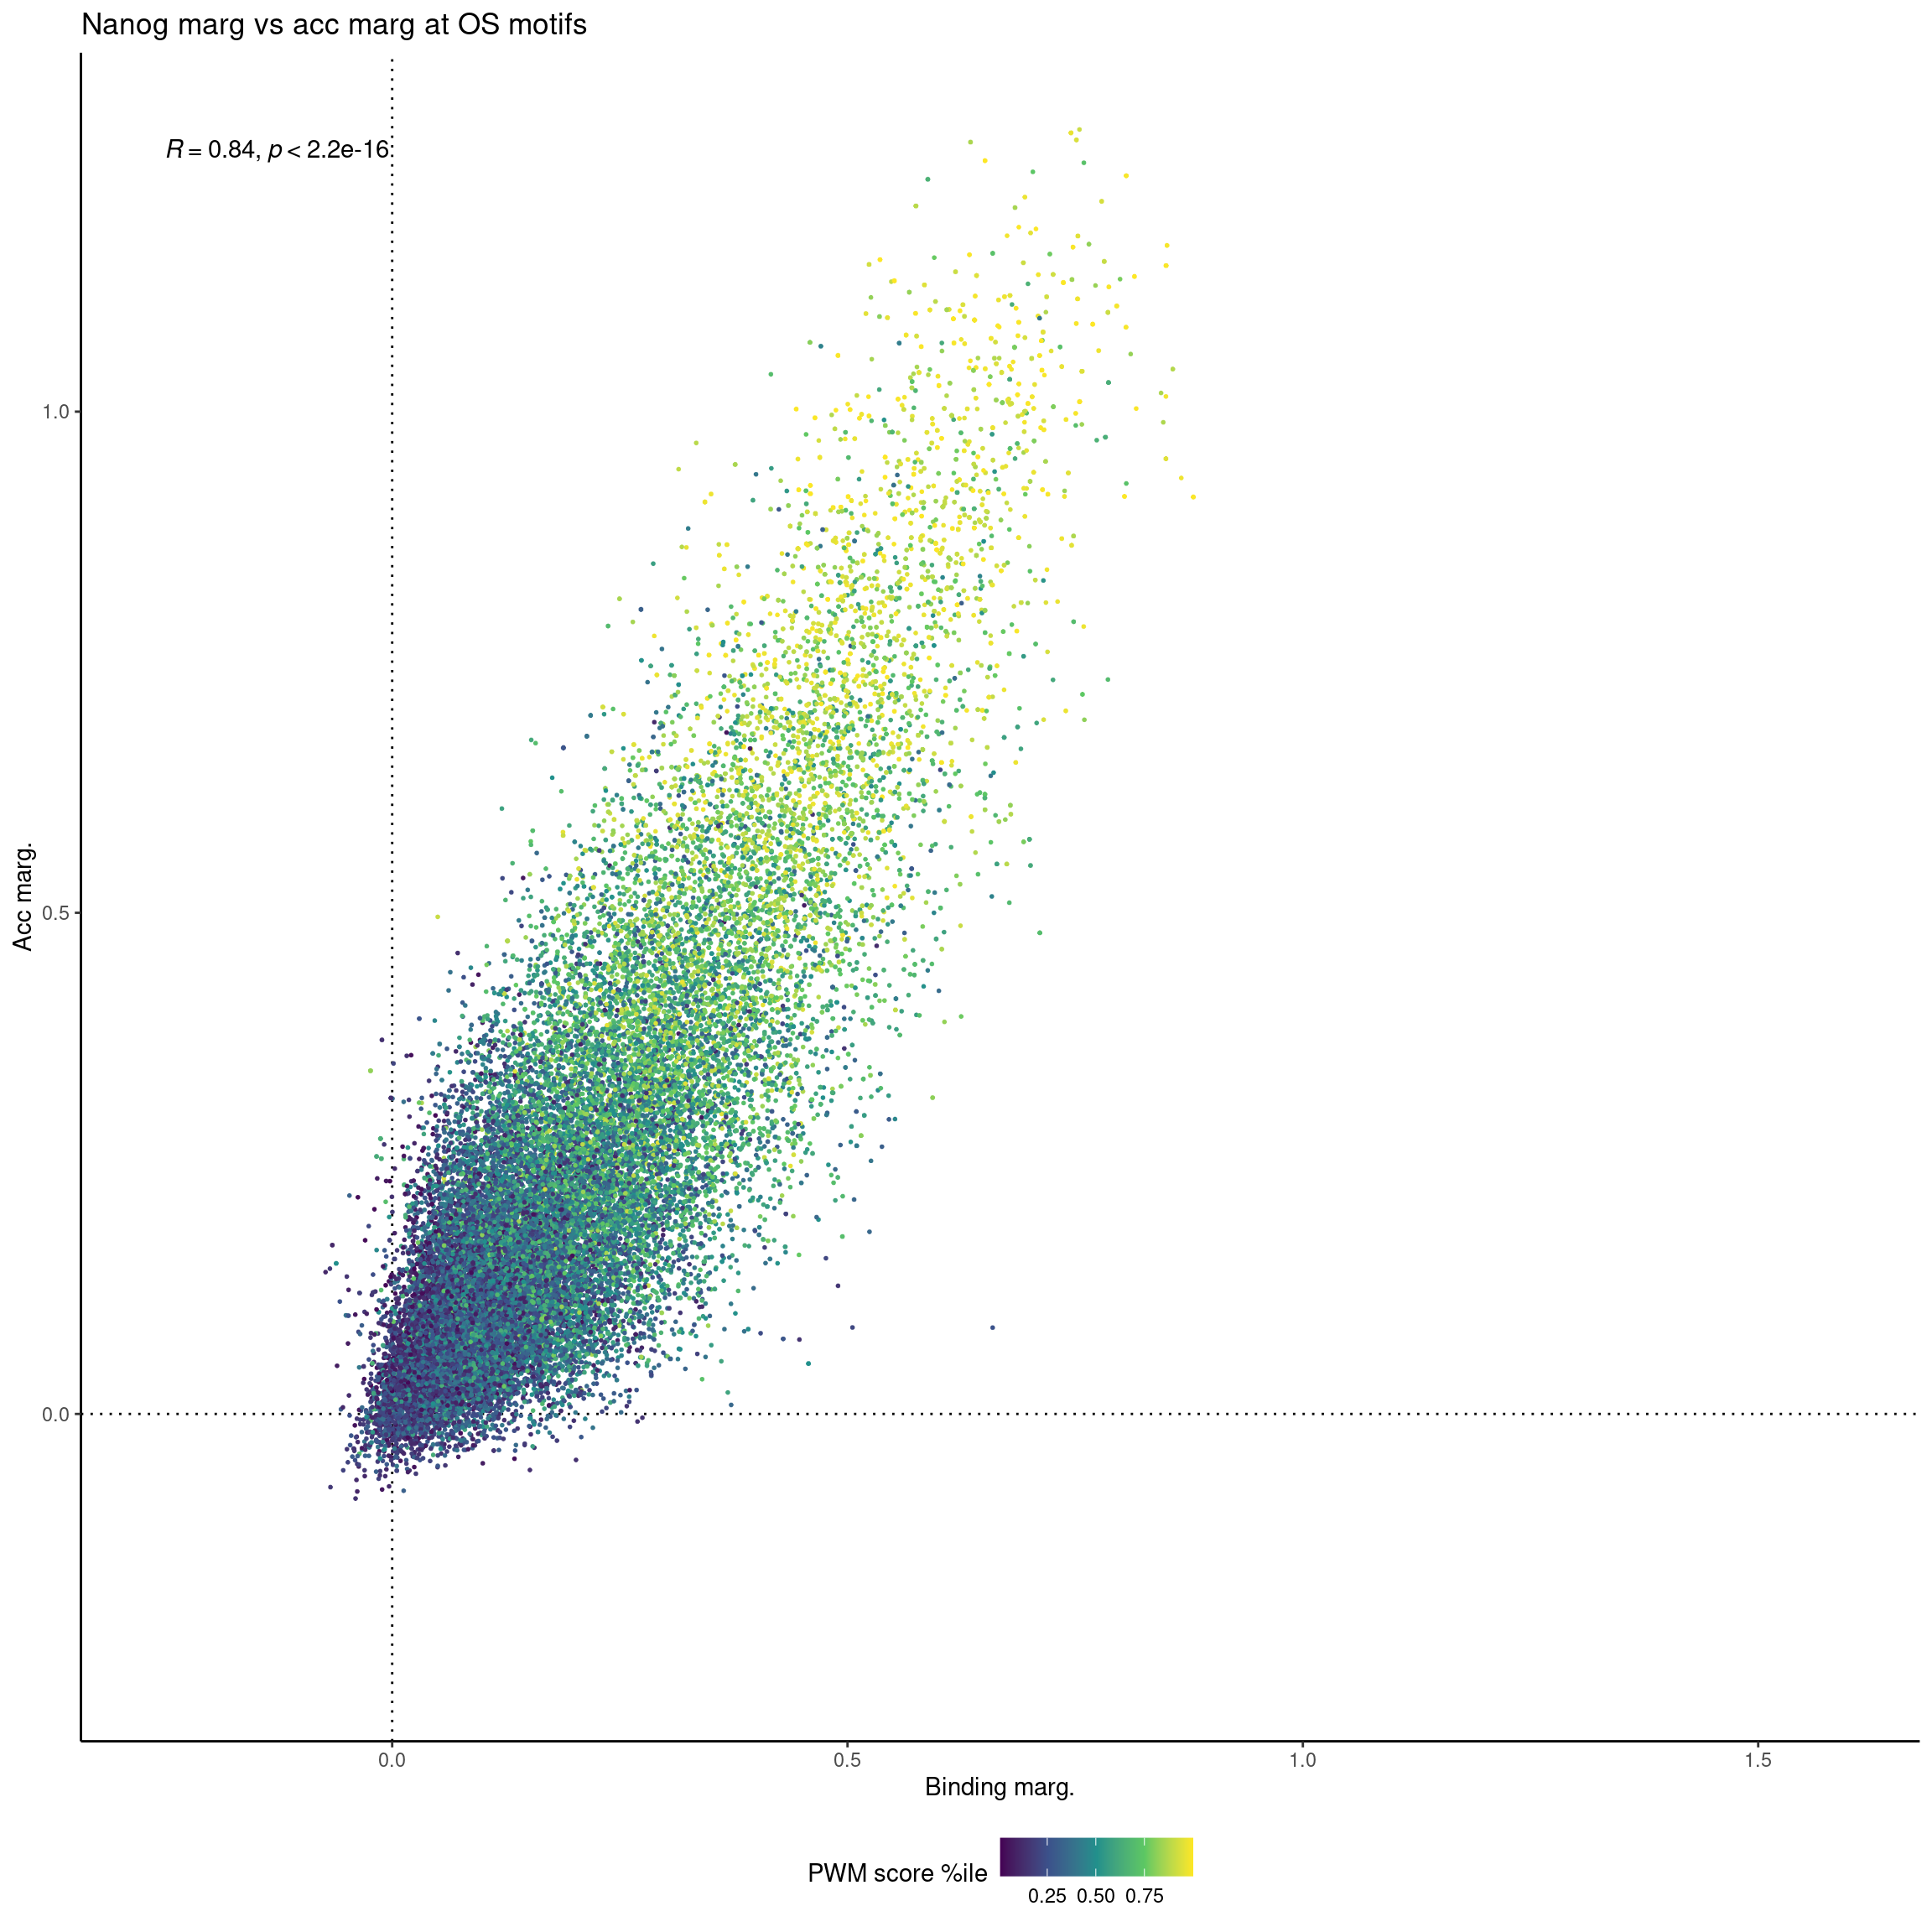 Nanog marg vs acc marg at OS motifs
R = 0.84, p < 2.2e-16
1.0
0.5
0.0
Acc marg.
0.0 0.5 1.0 1.5
Binding marg.
PWM score %ile
0.25 0.50 0.75